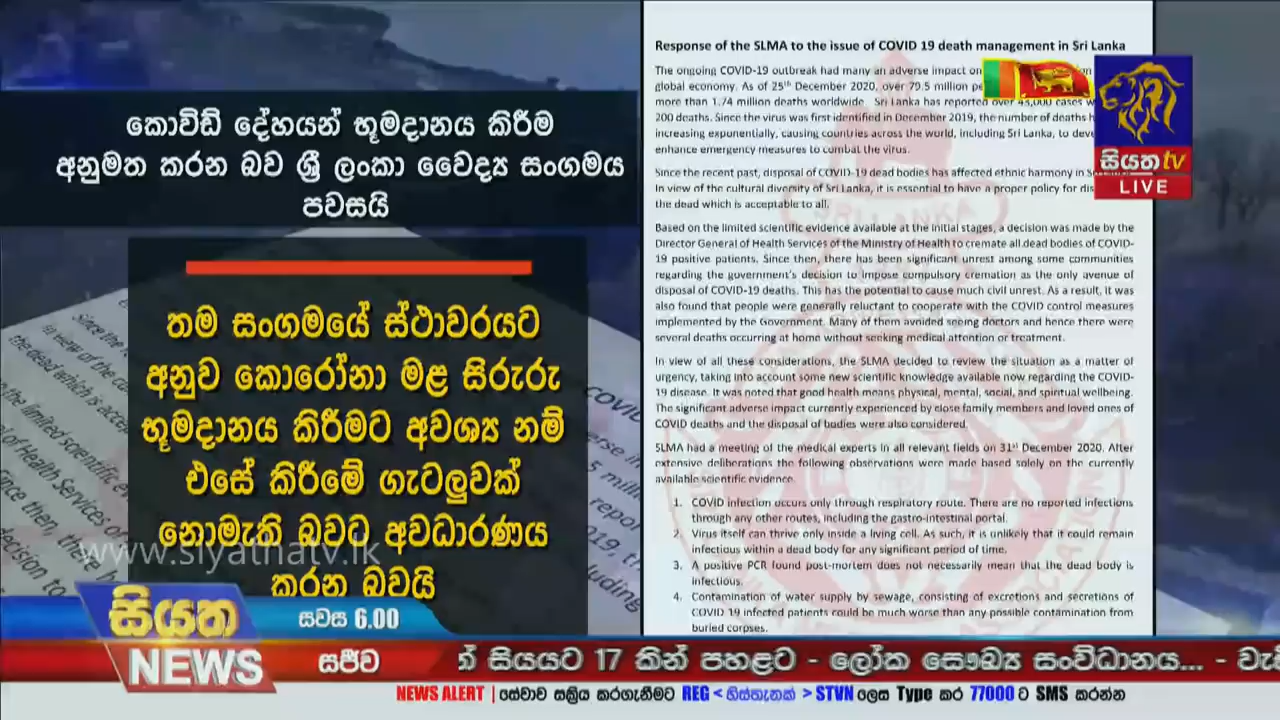 කොවිඩ් දේහයන් භූමදානය කිරීම
අනුමත කරන බව ශ්‍රී ලංකා වෛද්‍ය සංගමය
පවසයි
තම සංගමයේ ස්ථාවරයට
අනුව කොරෝනා මළ සිරුරු
භූමදානය කිරීමට අවශ්‍ය නම්
එසේ කිරීමේ ගැටලුවක්
නොමැති බවට අවධාරණය
කරන බවයි
www.siyathatv.lk
Response of the SLMA to the issue of COVID 19 death management in Sri Lanka
The ongoing COVID-19 outbreak had many an adverse impact on
global economy. As of 25th December 2020, over 79.5 million
more than 1.74 million deaths worldwide. Sri Lanka has reported over 43,000 cases
200 deaths. Since the virus was first identified in December 2019, the number of deaths
increasing exponentially, causing countries across the world, including Sri Lanka, to
enhance emergency measures to combat the virus.
Since the recent past, disposal of COVID-19 dead bodies has affected ethnic harmony in
In view of the cultural diversity of Sri Lanka, it is essential to have a proper policy for
the dead which is acceptable to all.
Based on the limited scientific evidence available at the initial stages, a decision was made by the
Director General of Health Services of the Ministry of Health to cremate all dead bodies of COVID-
19 positive patients. Since then, there has been significant unrest among some communities
regarding the government's decision to impose compulsory cremation as the only avenue of
disposal of COVID-19 deaths. This has the potential to cause much civil unrest. As a result, it was
also found that people were generally reluctant to cooperate with the COVID control measures
implemented by the Government. Many of them avoided seeing doctors and hence there were
several deaths occurring at home without seeking medical attention or treatment.
In view of all these considerations, the SLMA decided to review the situation as a matter of
urgency, taking into account some new scientific knowledge available now regarding the COVID-
19 disease. It was noted that good health means physical, mental, social, and spiritual wellbeing.
The significant adverse impact currently experienced by close family members and loved ones of
COVID deaths and the disposal of bodies were also considered.
SLMA had a meeting of the medical experts in all relevant fields on 31st December 2020. After
extensive deliberations the following observations were made based solely on the currently
available scientific evidence.
1. COVID infection occurs only through respiratory route. There are no reported infections
through any other routes, including the gastro-intestinal portal.
2. Virus itself can thrive only inside a living cell. As such, it is unlikely that it could remain
infectious within a dead body for any significant period of time.
3. A positive PCR found post-mortem does not necessarily mean that the dead body is
infectious.
4. Contamination of water supply by sewage, consisting of excretions and secretions of
COVID 19 infected patients could be much worse than any possible contamination from
buried corpses.
සියත tv
LIVE
සියත
NEWS
සවස 6.00
සජීව
න් සියයට 17 කින් පහළට - ලෝක සෞඛ්‍ය සංවිධානය... -
NEWS ALERT | සේවාව සක්‍රිය කරගැනීමට REG < හිස්තැනක් > STVN ලෙස Type කර 77000 ට SMS කරන්න